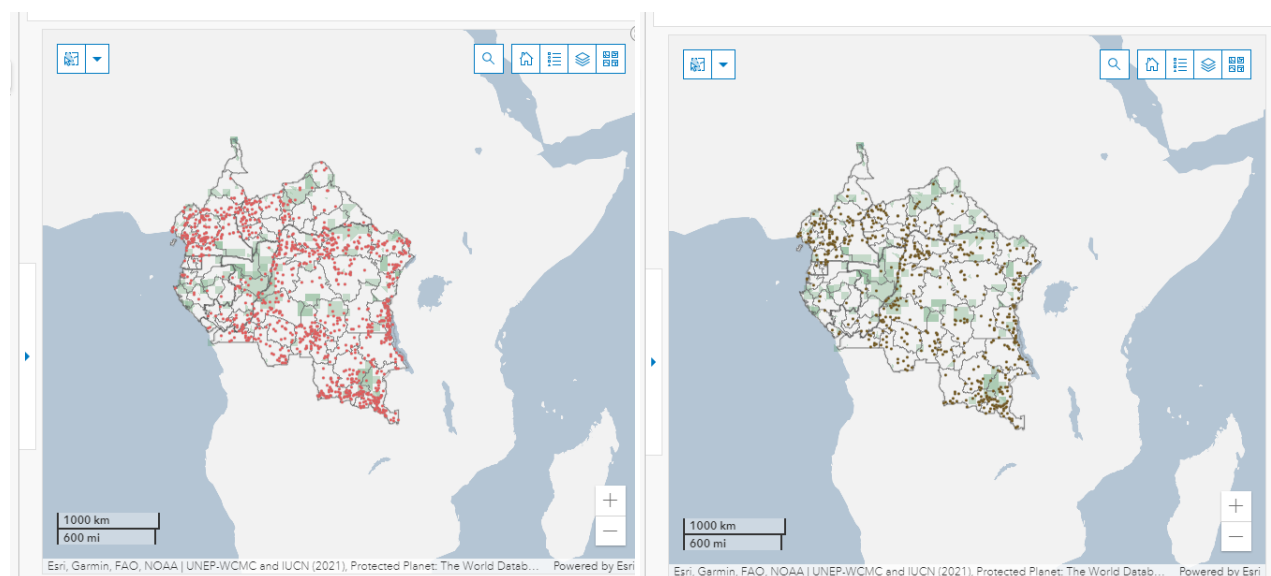 1000 km
600 mi
Esri, Garmin, FAO, NOAA | UNEP-WCMC and IUCN (2021), Protected Planet: The World Datab... Powered by Esri
1000 km
600 mi
Esri, Garmin, FAO, NOAA | UNEP-WCMC and IUCN (2021), Protected Planet: The World Datab... Powered by Esri